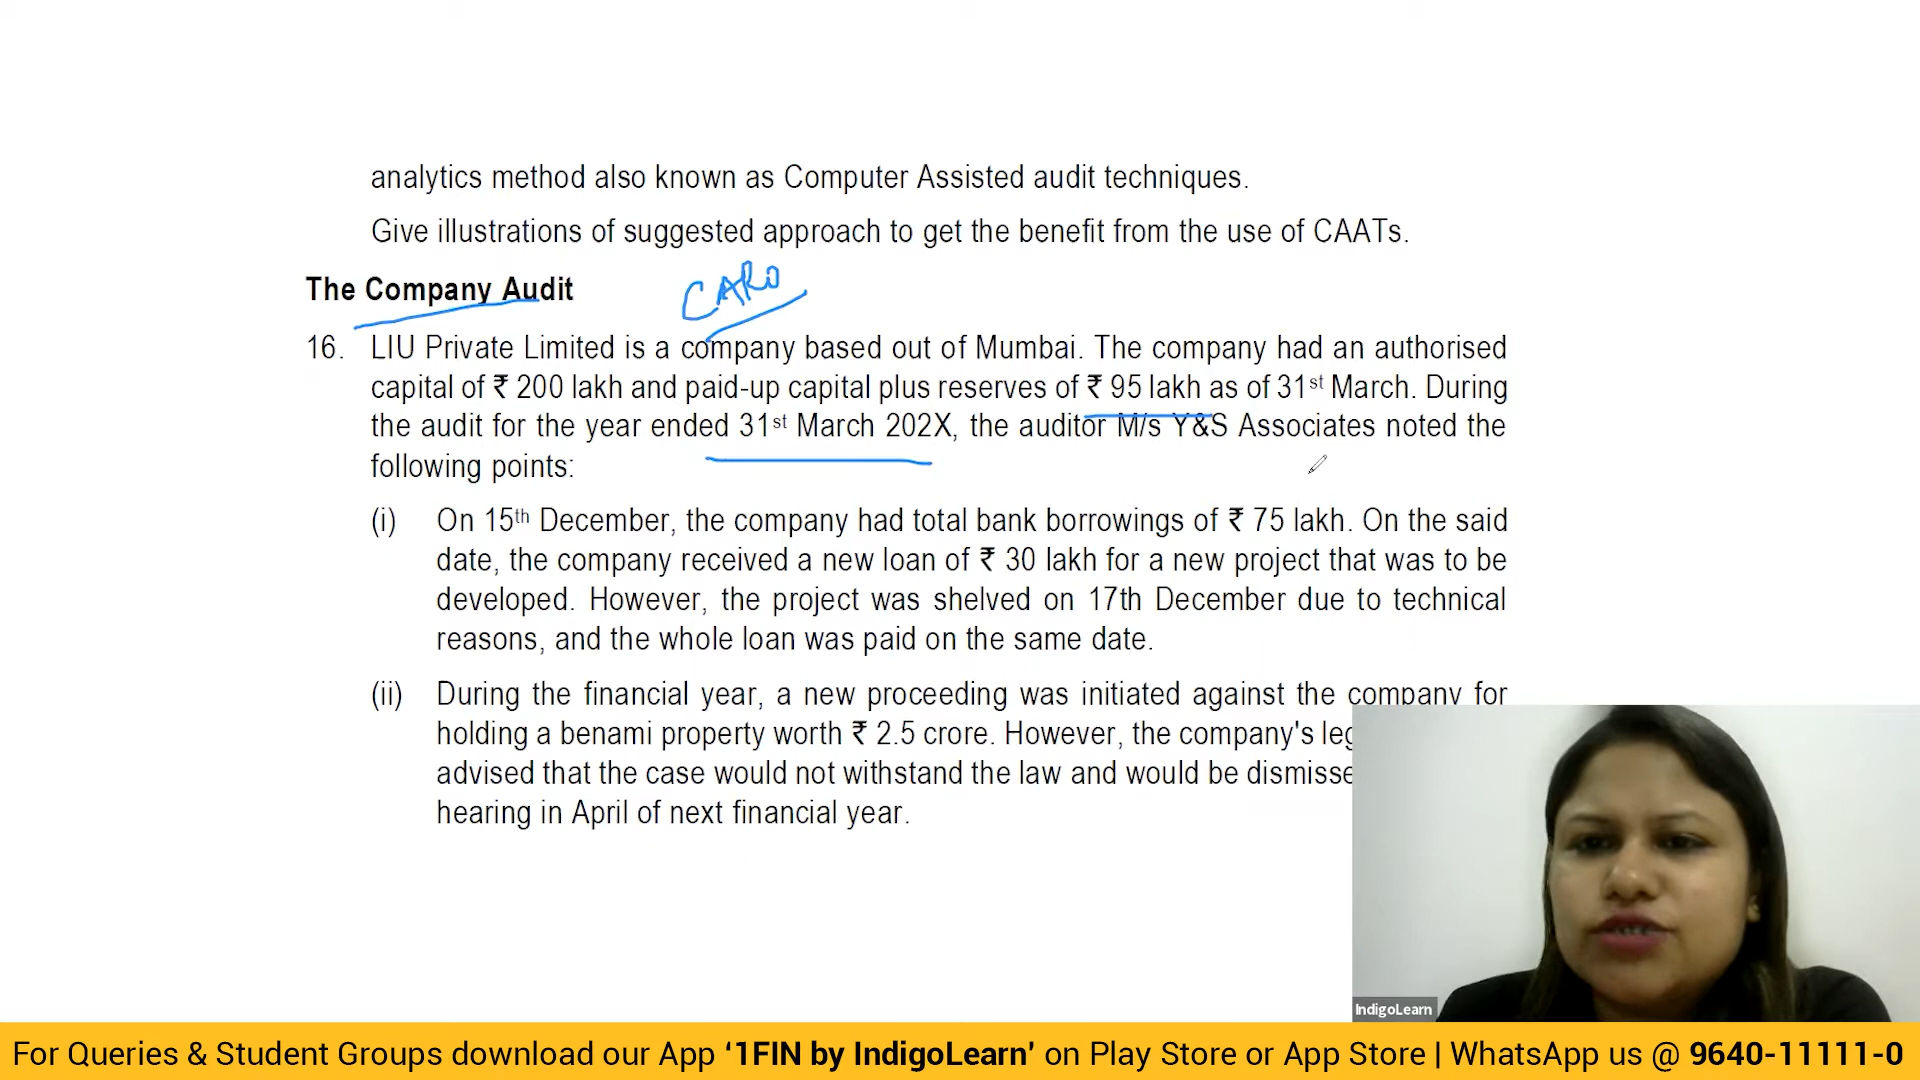 analytics method also known as Computer Assisted audit techniques.
Give illustrations of suggested approach to get the benefit from the use of CAATs.
The Company Audit
CARO
16. LIU Private Limited is a company based out of Mumbai. The company had an authorised
capital of ₹ 200 lakh and paid-up capital plus reserves of ₹ 95 lakh as of 31st March. During
the audit for the year ended 31st March 202X, the auditor M/s Y&S Associates noted the
following points:
(i) On 15th December, the company had total bank borrowings of ₹ 75 lakh. On the said
date, the company received a new loan of ₹ 30 lakh for a new project that was to be
developed. However, the project was shelved on 17th December due to technical
reasons, and the whole loan was paid on the same date.
(ii) During the financial year, a new proceeding was initiated against the company for
holding a benami property worth ₹ 2.5 crore. However, the company's
advised that the case would not withstand the law and would be
hearing in April of next financial year.
IndigoLearn
For Queries & Student Groups download our App ‘1FIN by IndigoLearn' on Play Store or App Store | WhatsApp us @ 9640-11111-0